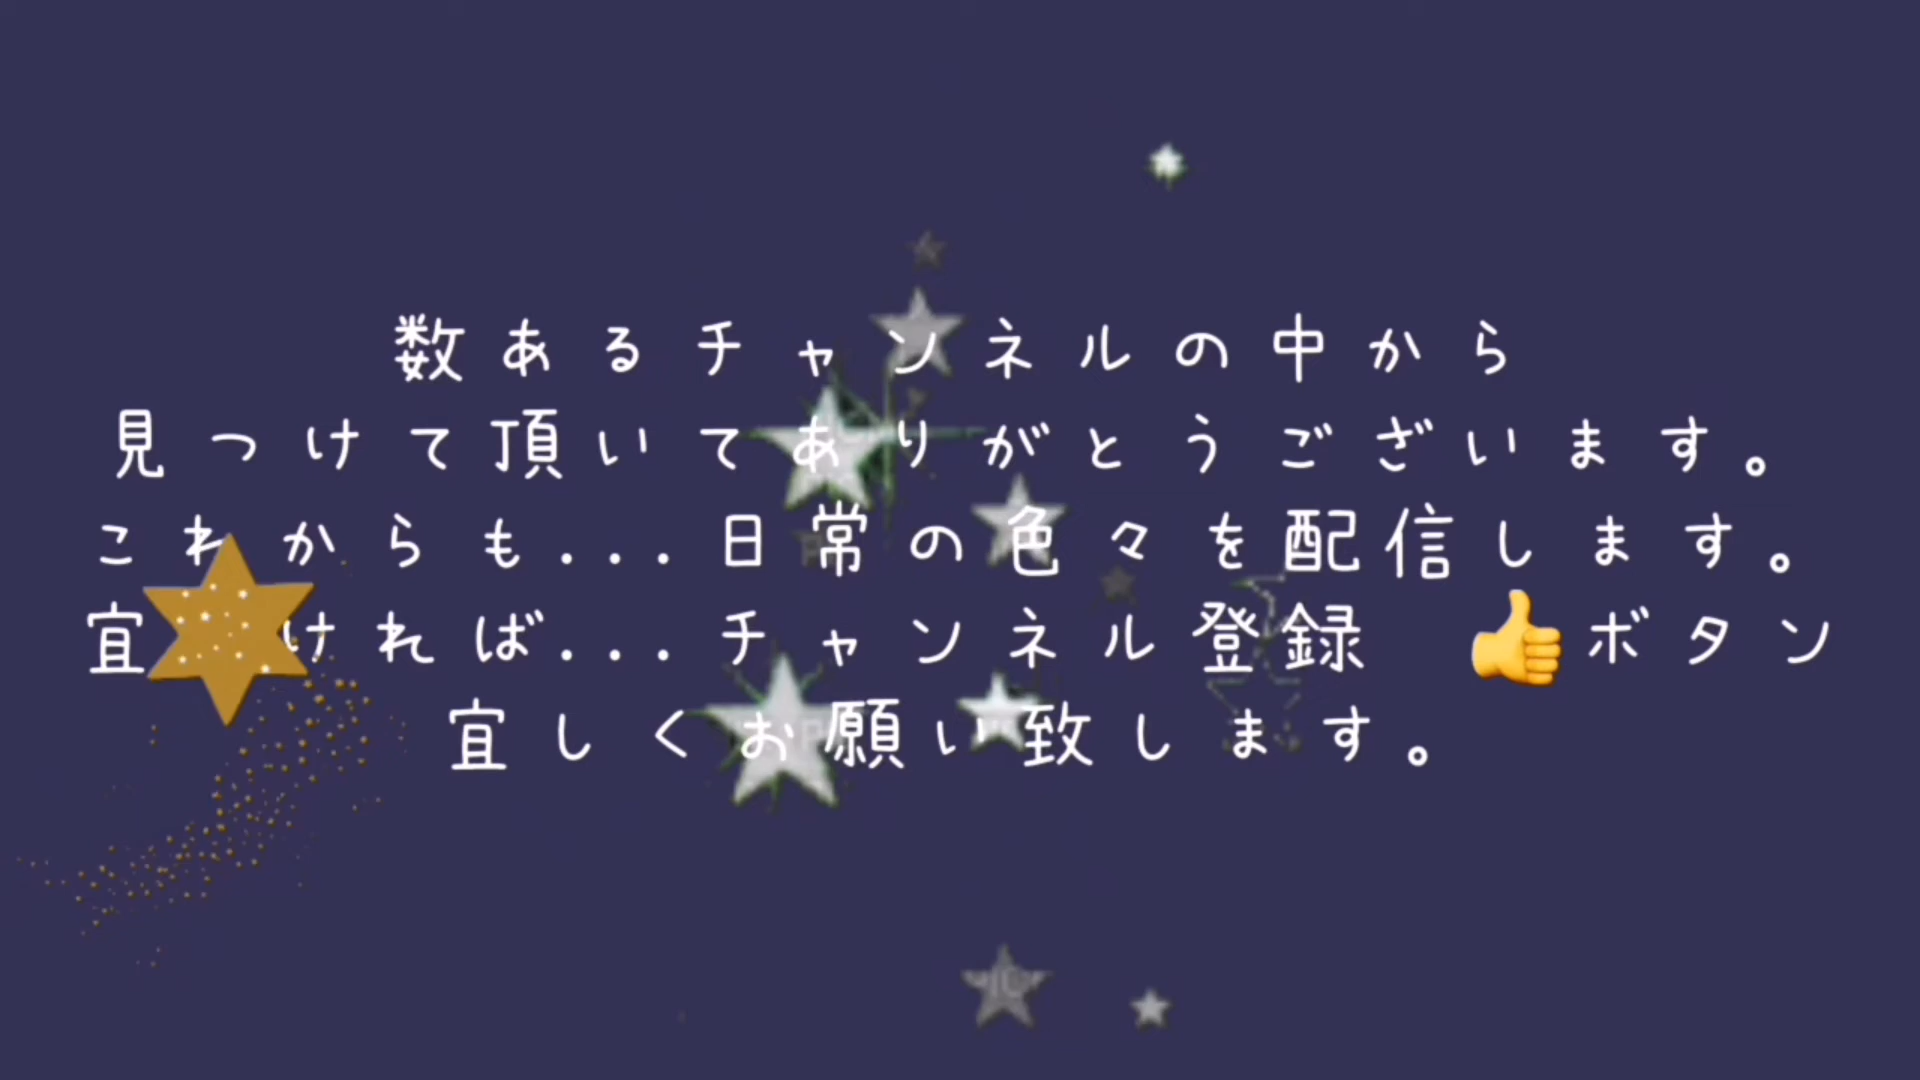 数あるチャンネルの中から
見つけて頂いてありがとうございます。
これからも...日常の色々を配信します。
宜 ければ...チャンネル登録 👍ボタン
宜しくお願い致します。